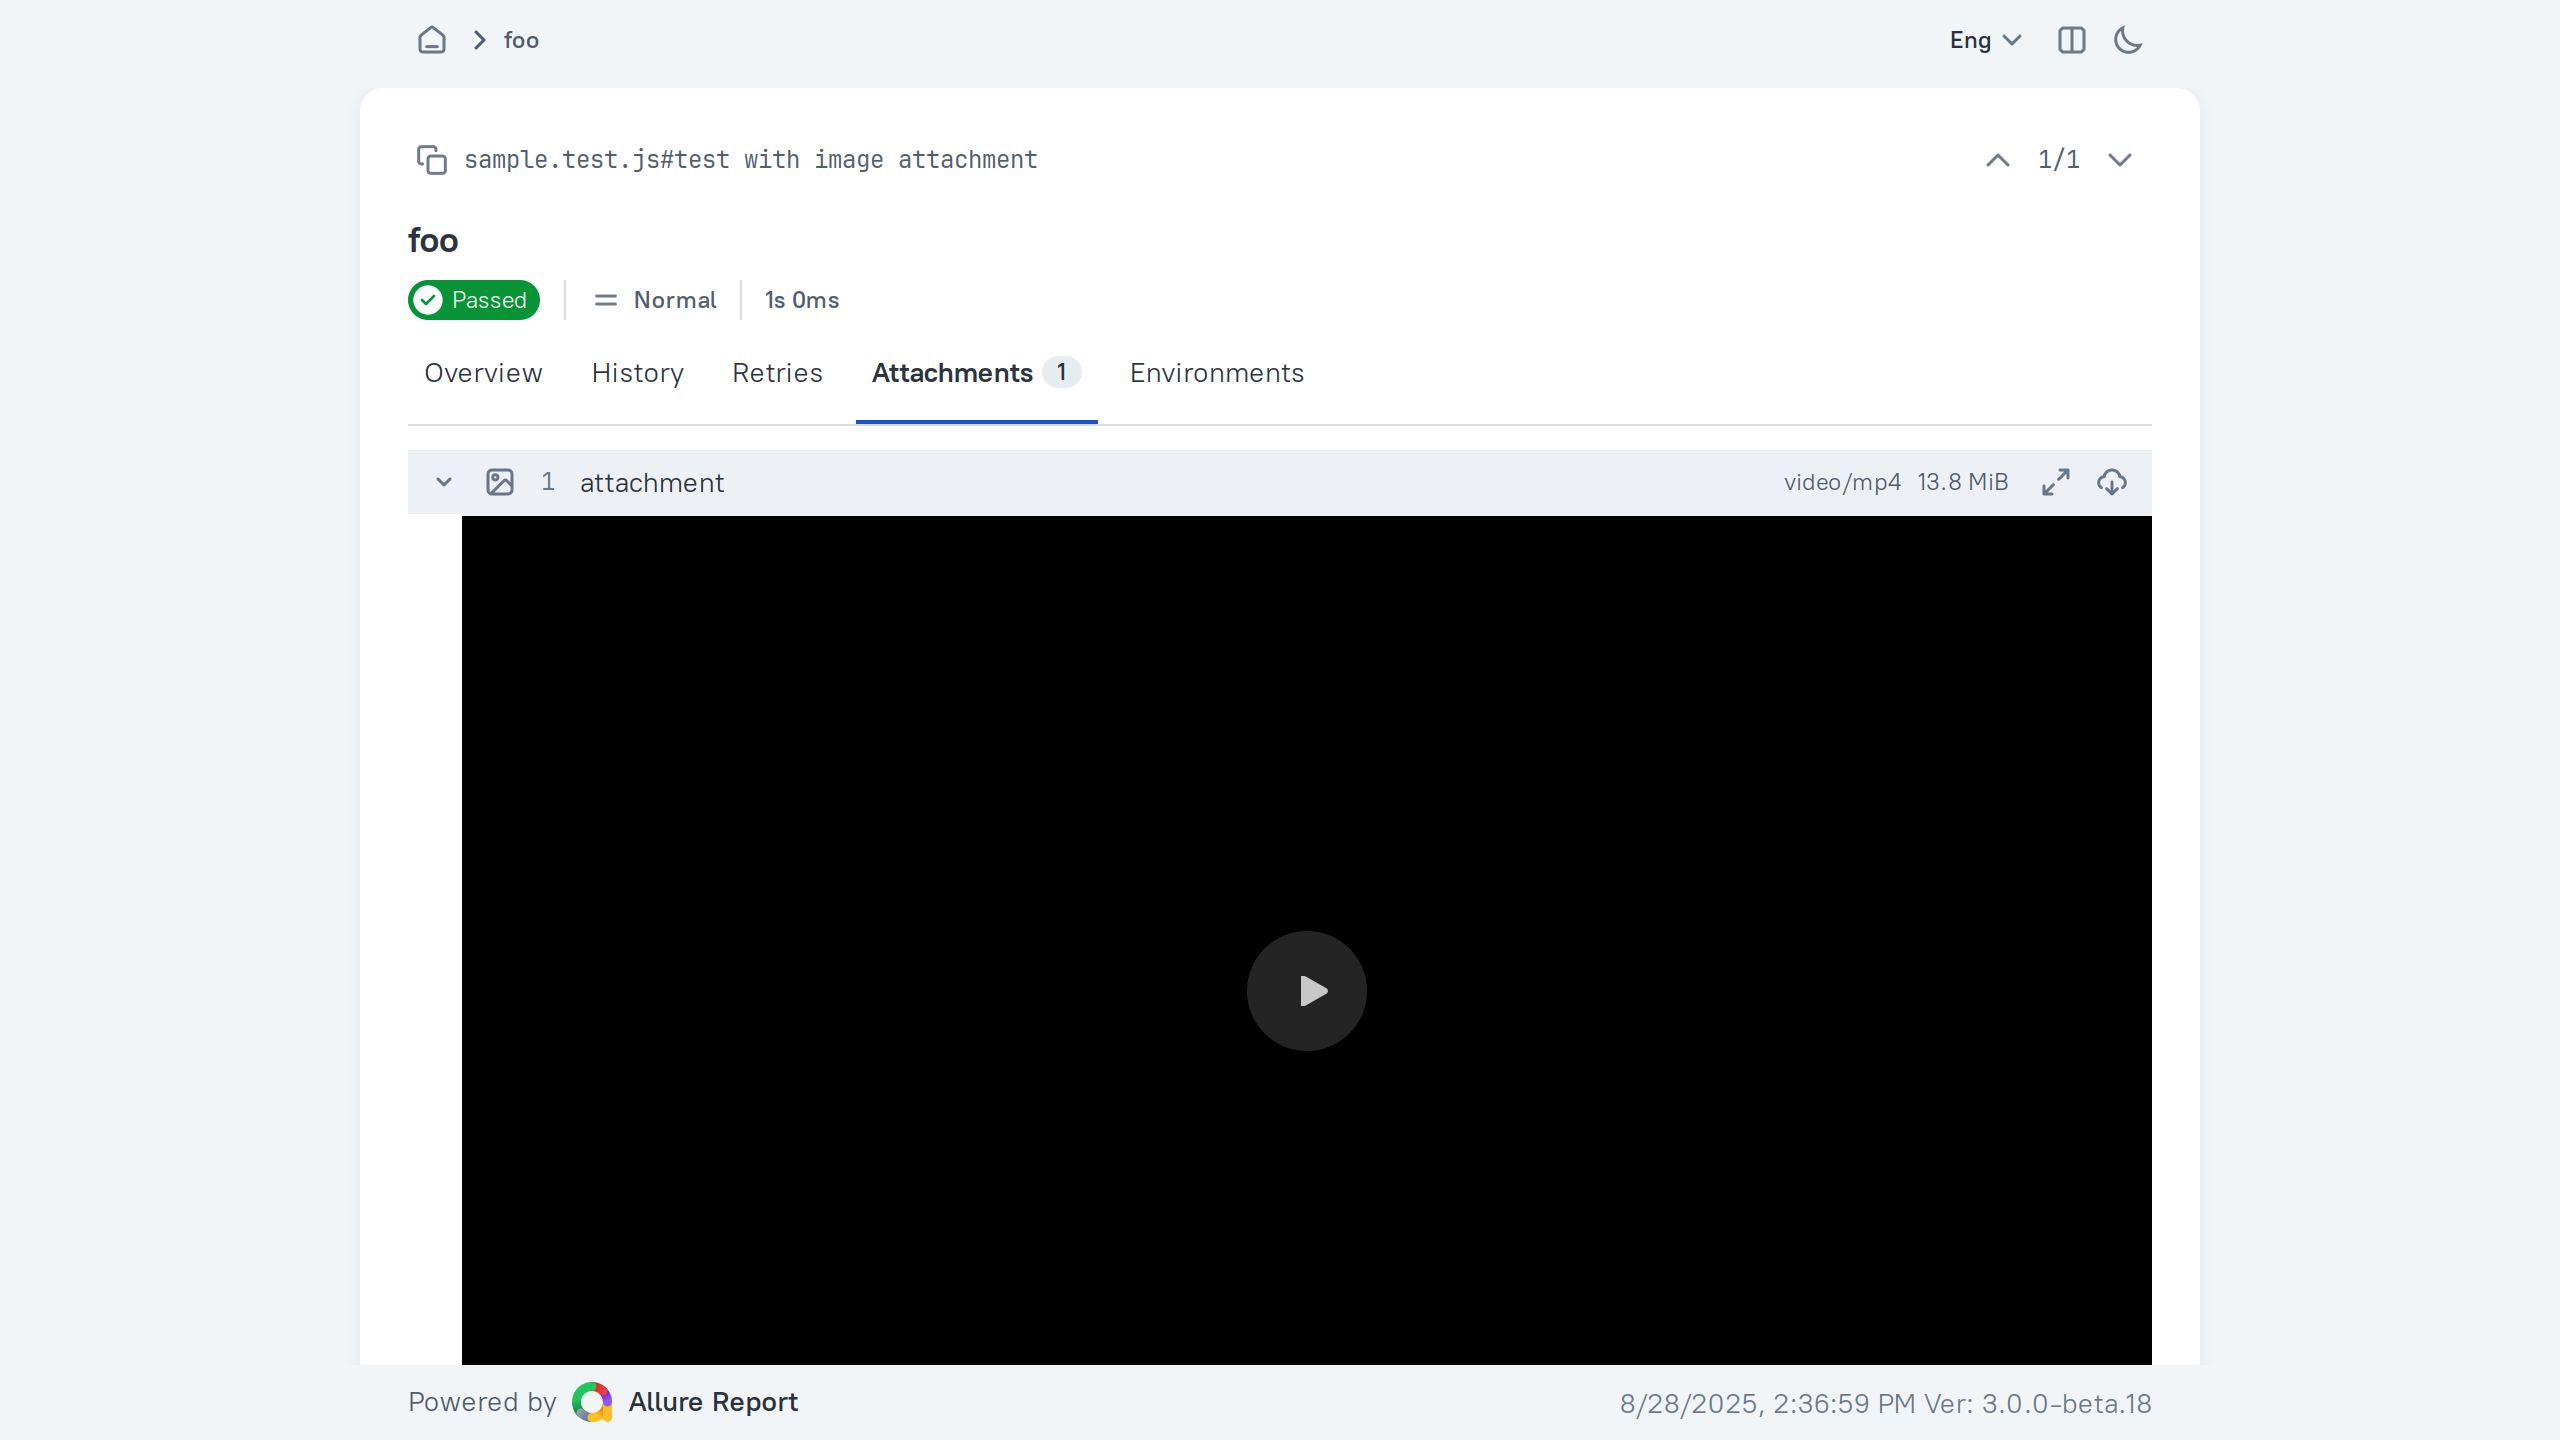 foo
Eng
sample.test.js#test with image attachment
1/1
foo
Passed
Normal
1s 0ms
Overview
History
Retries
Attachments 1
Environments
1 attachment
video/mp4 13.8 MiB
Powered by Allure Report
8/28/2025, 2:36:59 PM Ver: 3.0.0-beta.18